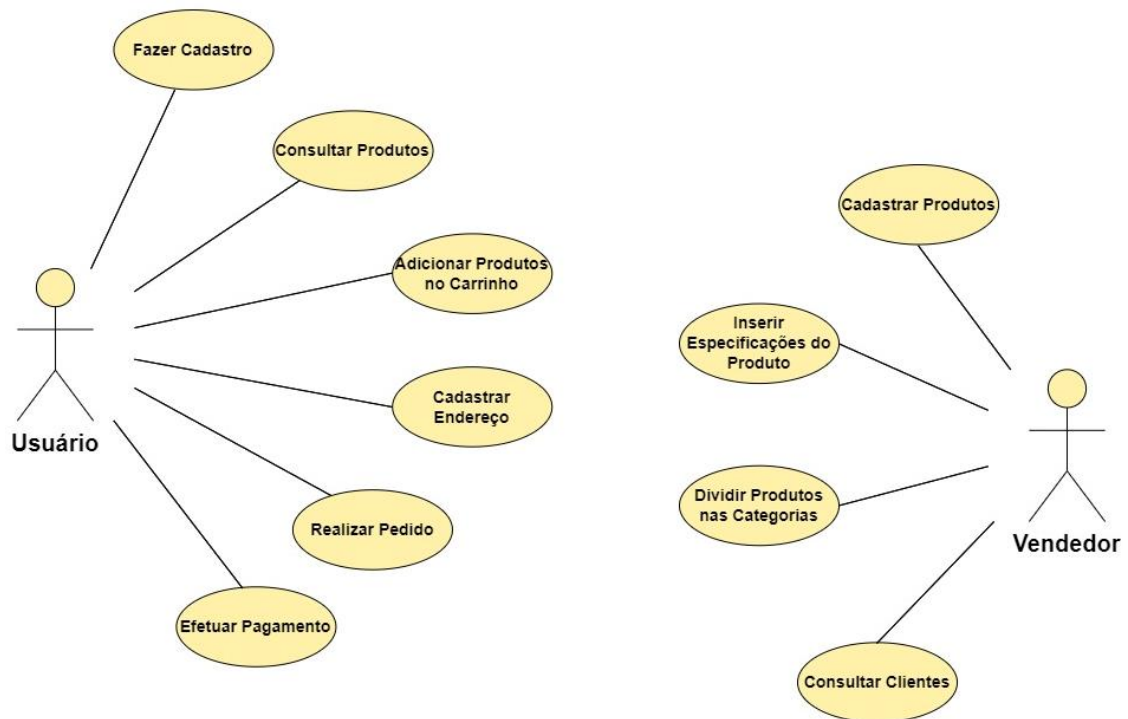 Fazer Cadastro
Consultar Produtos
Adicionar Produtos
no Carrinho
Cadastrar
Endereço
Realizar Pedido
Efetuar Pagamento
Usuário
Cadastrar Produtos
Inserir
Especificações do
Produto
Dividir Produtos
nas Categorias
Consultar Clientes
Vendedor